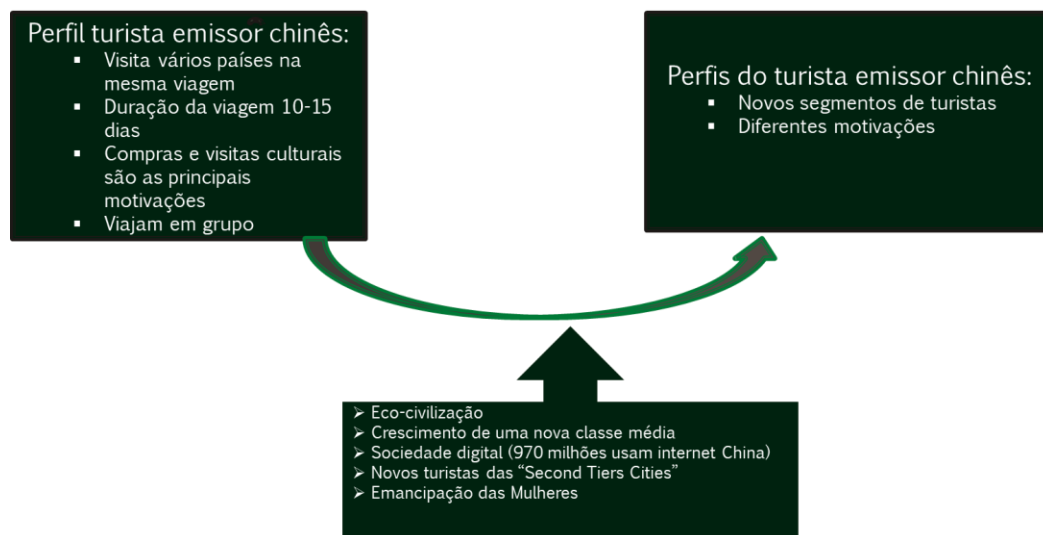 Perfil turista emissor chinês:
▪ Visita vários países na
mesma viagem
▪ Duração da viagem 10-15
dias
▪ Compras e visitas culturais
são as principais
motivações
▪ Viajam em grupo
Perfis do turista emissor chinês:
▪ Novos segmentos de turistas
▪ Diferentes motivações
➢ Eco-civilização
➢ Crescimento de uma nova classe média
➢ Sociedade digital (970 milhões usam internet China)
➢ Novos turistas das “Second Tiers Cities”
➢ Emancipação das Mulheres